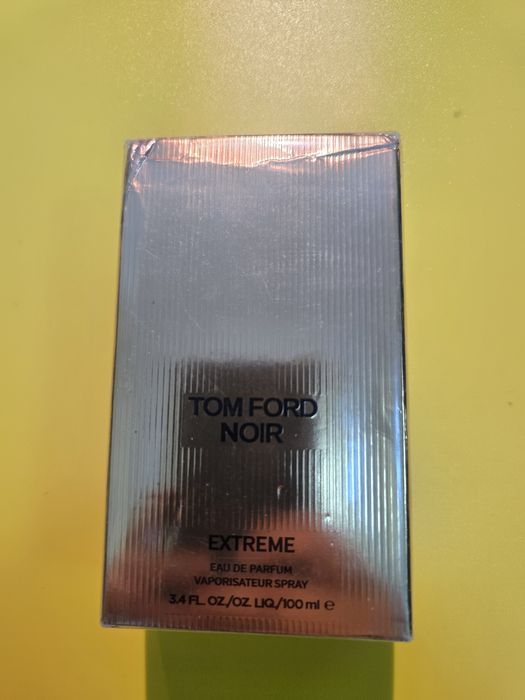 TOM FORD
NOIR
EXTREME
EAU DE PARFUM
VAPORISATEUR SPRAY
3.4 FL. OZ./OZ. LIQ./100 ml ℮